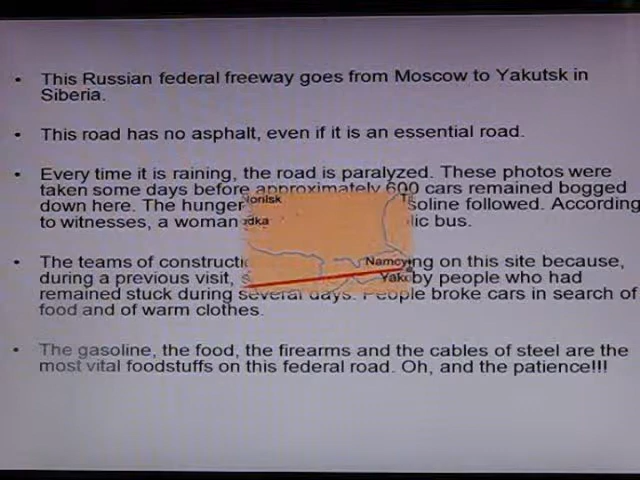 • This Russian federal freeway goes from Moscow to Yakutsk in
Siberia.
• This road has no asphalt, even if it is an essential road.
• Every time it is raining, the road is paralyzed. These photos were
taken some days before approximately 600 cars remained bogged
down here. The hunger soline followed. According
to witnesses, a woman lic bus.
Norilsk
dka
Namcy
Yak
• The teams of constructi ng on this site because,
during a previous visit, s by people who had
remained stuck during several days. People broke cars in search of
food and of warm clothes.
• The gasoline, the food, the firearms and the cables of steel are the
most vital foodstuffs on this federal road. Oh, and the patience!!!